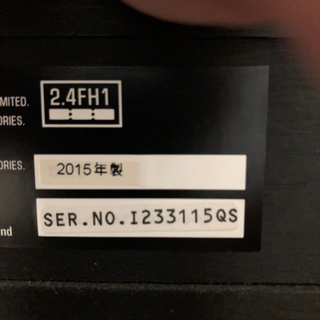 2.4FH1
IMITED.
ORIES.
ORIES.
2015年製
SER.NO.I233115QS
nd